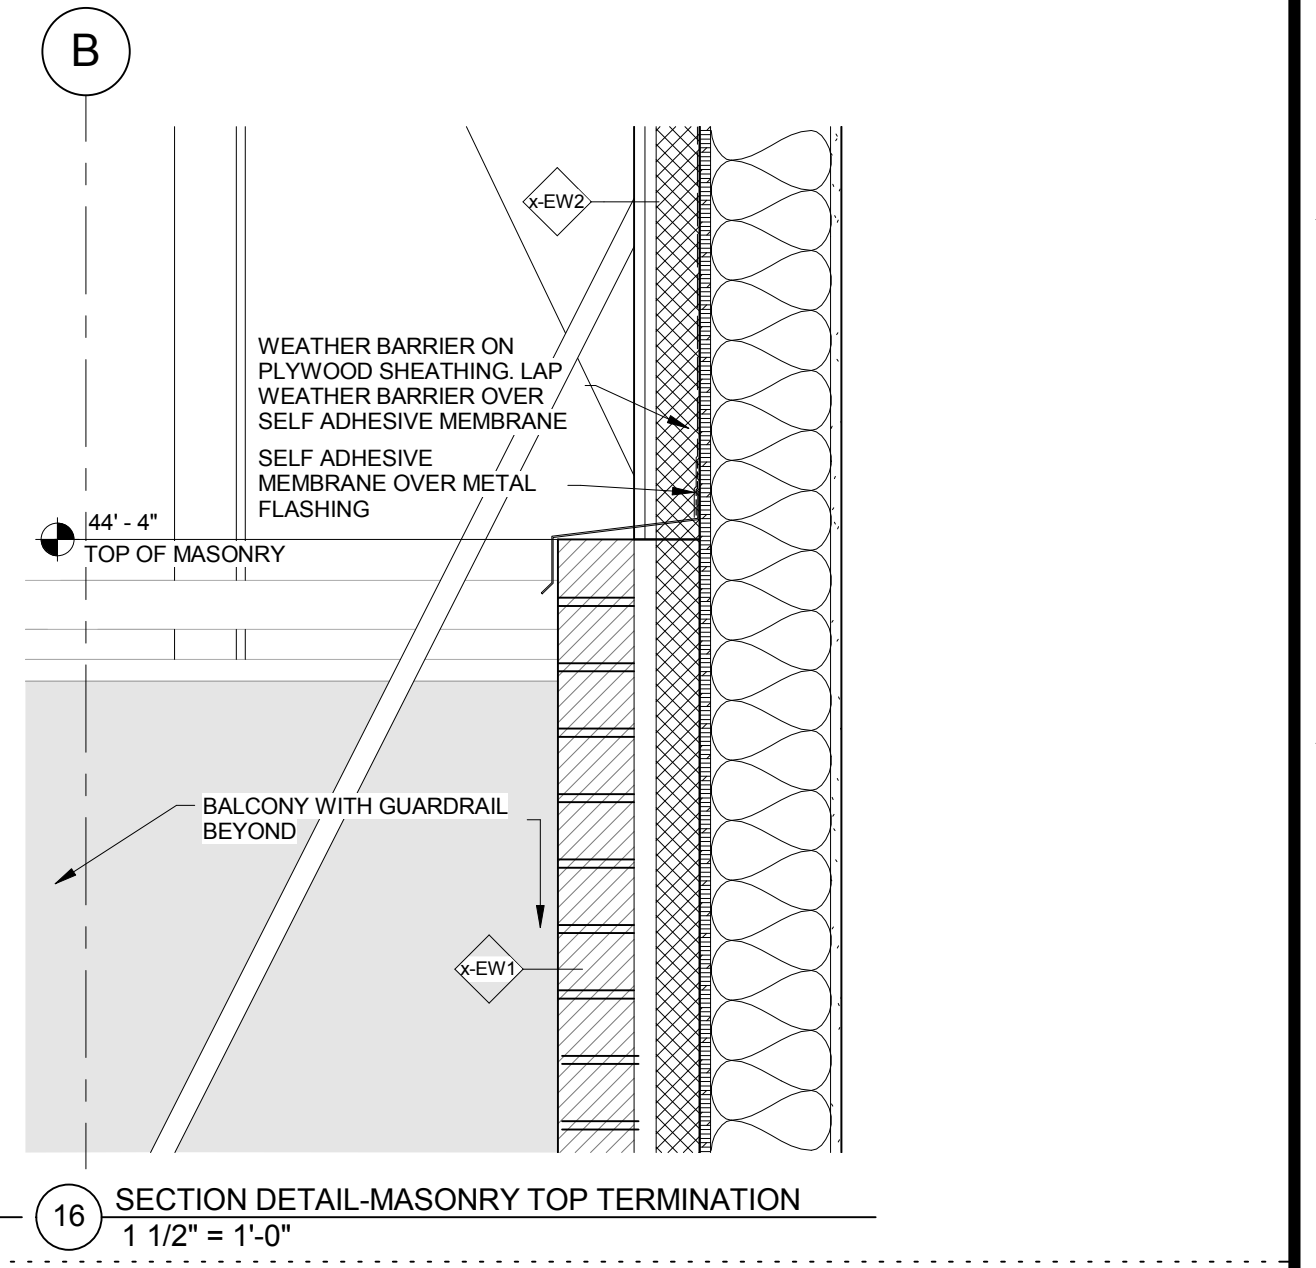 B
x-EW2
WEATHER BARRIER ON
PLYWOOD SHEATHING. LAP
WEATHER BARRIER OVER
SELF ADHESIVE MEMBRANE
SELF ADHESIVE
MEMBRANE OVER METAL
FLASHING
44' - 4"
TOP OF MASONRY
BALCONY WITH GUARDRAIL
BEYOND
x-EW1
16
SECTION DETAIL-MASONRY TOP TERMINATION
1 1/2" = 1'-0"